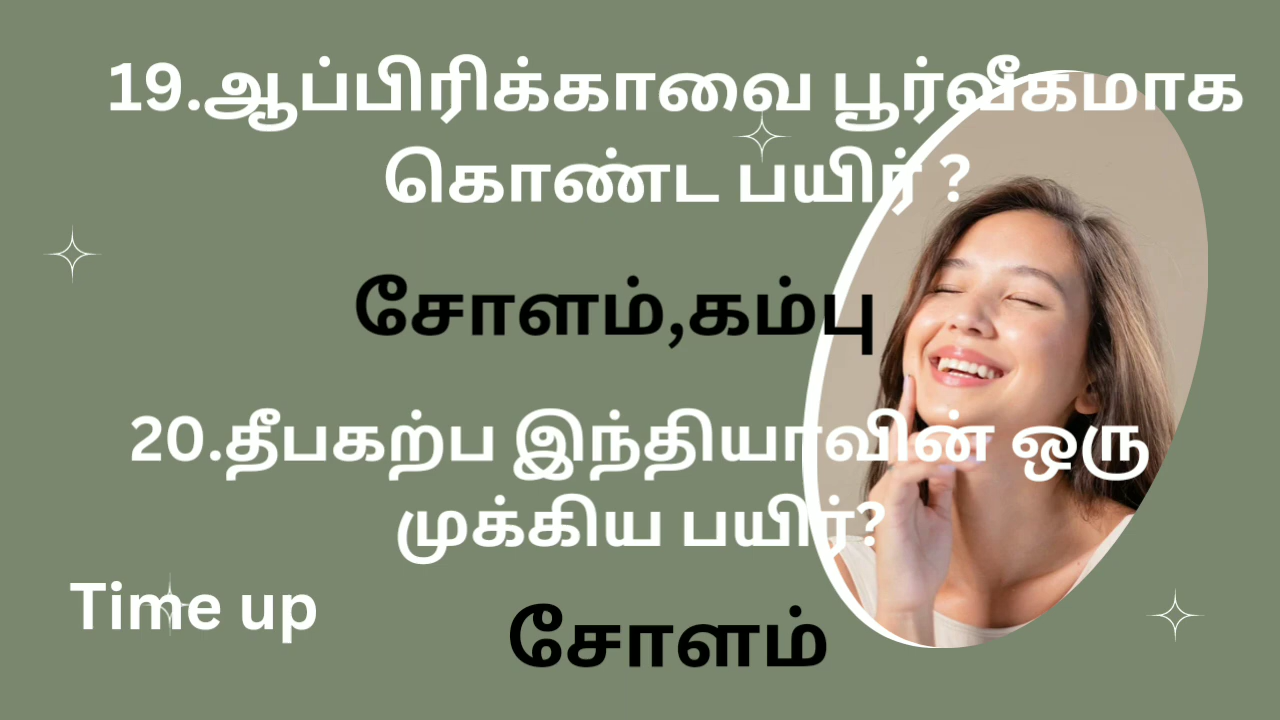 19.ஆப்பிரிக்காவை பூர்வீகமாக
கொண்ட பயிர் ?
சோளம்,கம்பு
20.தீபகற்ப இந்தியாவின் ஒரு
முக்கிய பயிர்?
Time up
சோளம்